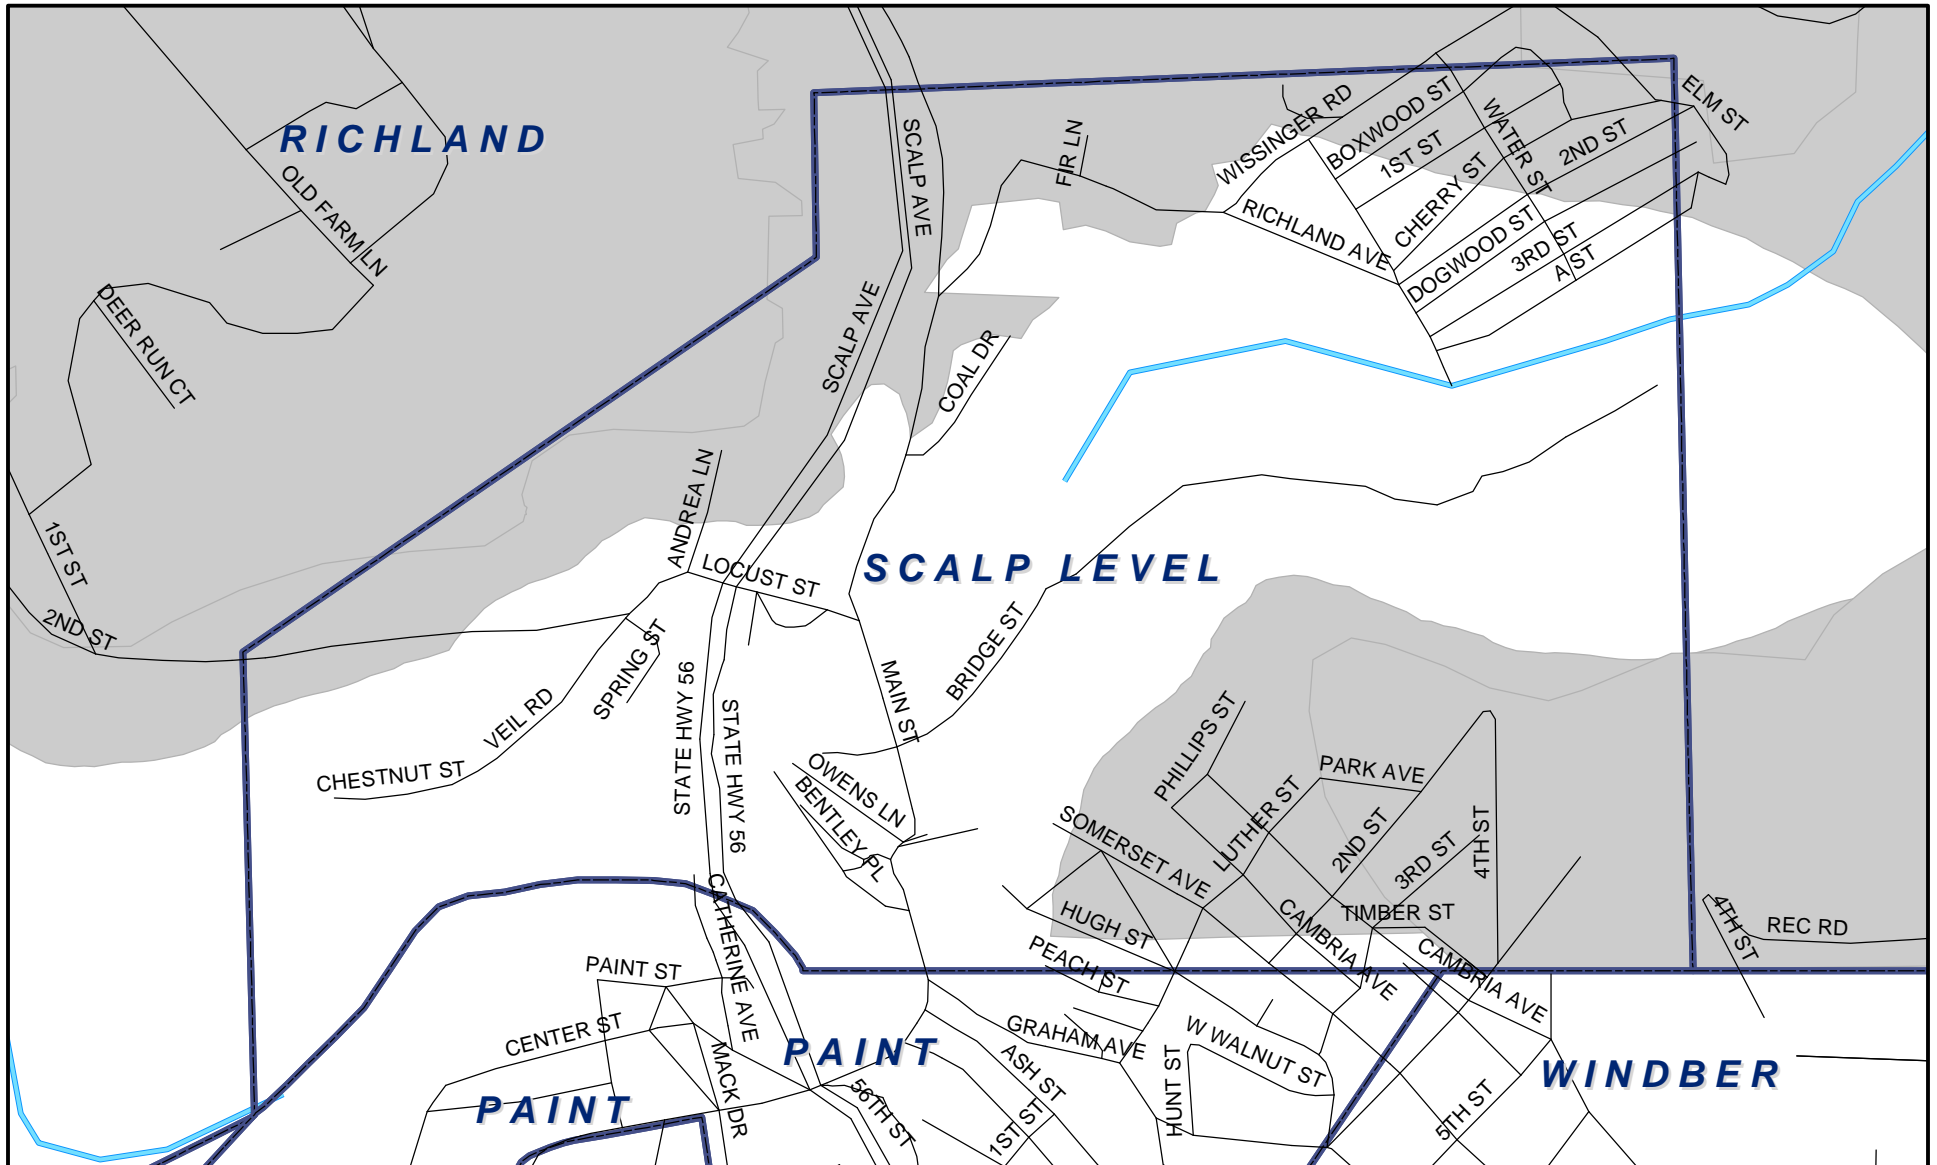 RICHLAND
OLD FARM LN
DEER RUN CT
1ST ST
2ND ST
SCALP AVE
SCALP AVE
FIR LN
WISSINGER RD
BOXWOOD ST
1ST ST
CHERRY ST
WATER ST
2ND ST
ELM ST
RICHLAND AVE
DOGWOOD ST
3RD ST
A ST
COAL DR
ANDREA LN
LOCUST ST
SCALP LEVEL
SPRING ST
VEIL RD
CHESTNUT ST
STATE HWY 56
STATE HWY 56
MAIN ST
BRIDGE ST
OWENS LN
BENTLEY PL
PHILLIPS ST
PARK AVE
LUTHER ST
SOMERSET AVE
2ND ST
3RD ST
4TH ST
TIMBER ST
HUGH ST
CAMBRIA AVE
CAMBRIA AVE
PEACH ST
4TH ST
REC RD
CATHERINE AVE
PAINT ST
CENTER ST
MACK DR
PAINT
PAINT
56TH ST
GRAHAM AVE
ASH ST
1ST ST
HUNT ST
W WALNUT ST
5TH ST
WINDBER